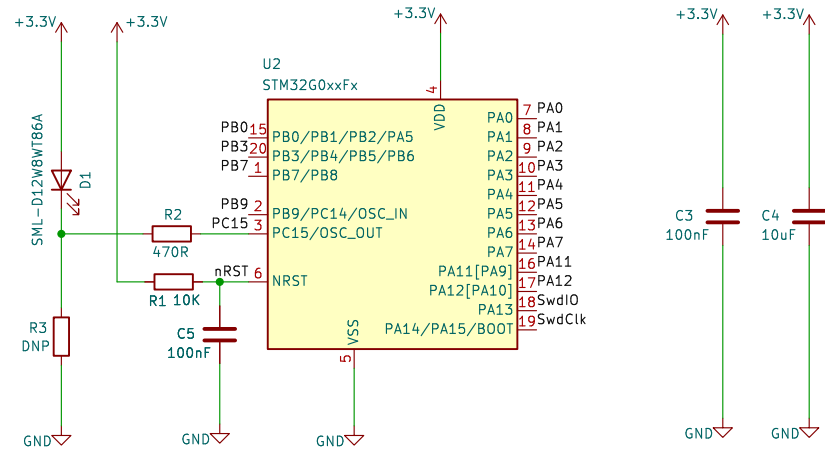 +3.3V
+3.3V
+3.3V
+3.3V
+3.3V
U2
STM32G0xxFx
4
VDD
SML-D12W8WT86A
D1
PB0
15
PB0/PB1/PB2/PA5
PB3
20
PB3/PB4/PB5/PB6
PB7
1
PB7/PB8
PB9
2
PB9/PC14/OSC_IN
PC15
3
PC15/OSC_OUT
R2
470R
nRST
6
NRST
R1 10K
C5
100nF
R3
DNP
PA0
7
PA0
PA1
8
PA1
PA2
9
PA2
PA3
10
PA3
PA4
11
PA4
PA5
12
PA5
PA6
13
PA6
PA7
14
PA7
PA11[PA9]
16
PA11
PA12[PA10]
17
PA12
PA13
18
SwdIO
PA14/PA15/BOOT
19
SwdClk
VSS
5
C3
100nF
C4
10uF
GND
GND
GND
GND
GND